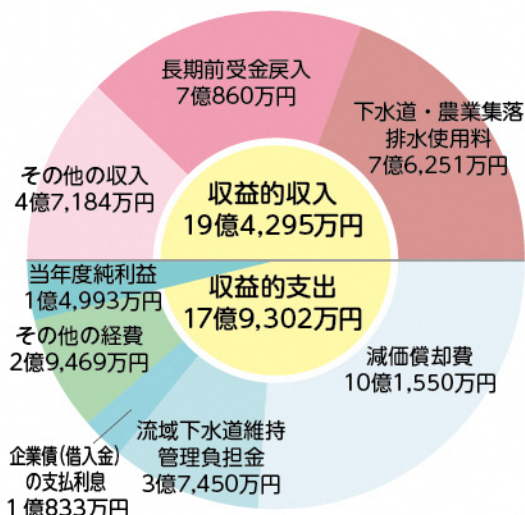 長期前受金戻入
7億860万円
下水道・農業集落
排水使用料
7億6,251万円
その他の収入
4億7,184万円
収益的収入
19億4,295万円
当年度純利益
1億4,993万円
収益的支出
17億9,302万円
その他の経費
2億9,469万円
減価償却費
10億1,550万円
流域下水道維持
管理負担金
3億7,450万円
企業債(借入金)
の支払利息
1億833万円